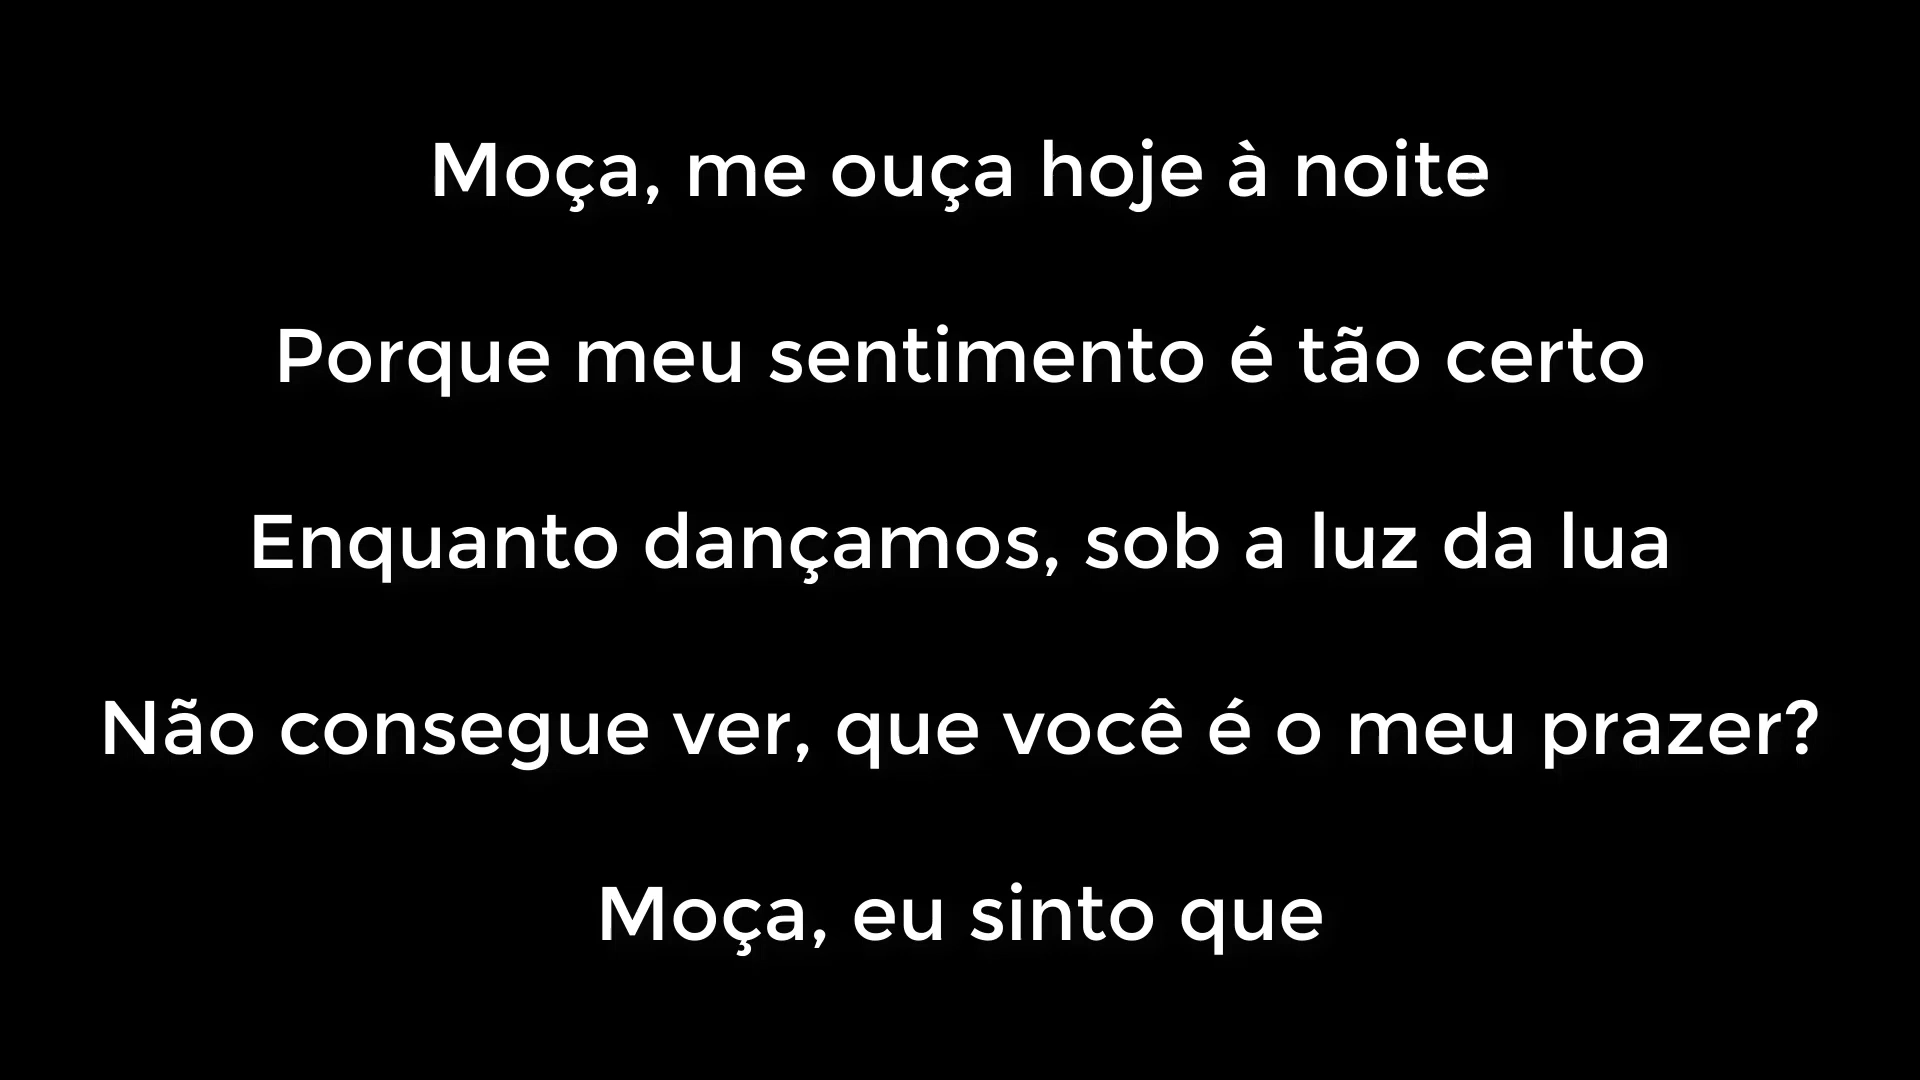 Moça, me ouça hoje à noite
Porque meu sentimento é tão certo
Enquanto dançamos, sob a luz da lua
Não consegue ver, que você é o meu prazer?
Moça, eu sinto que